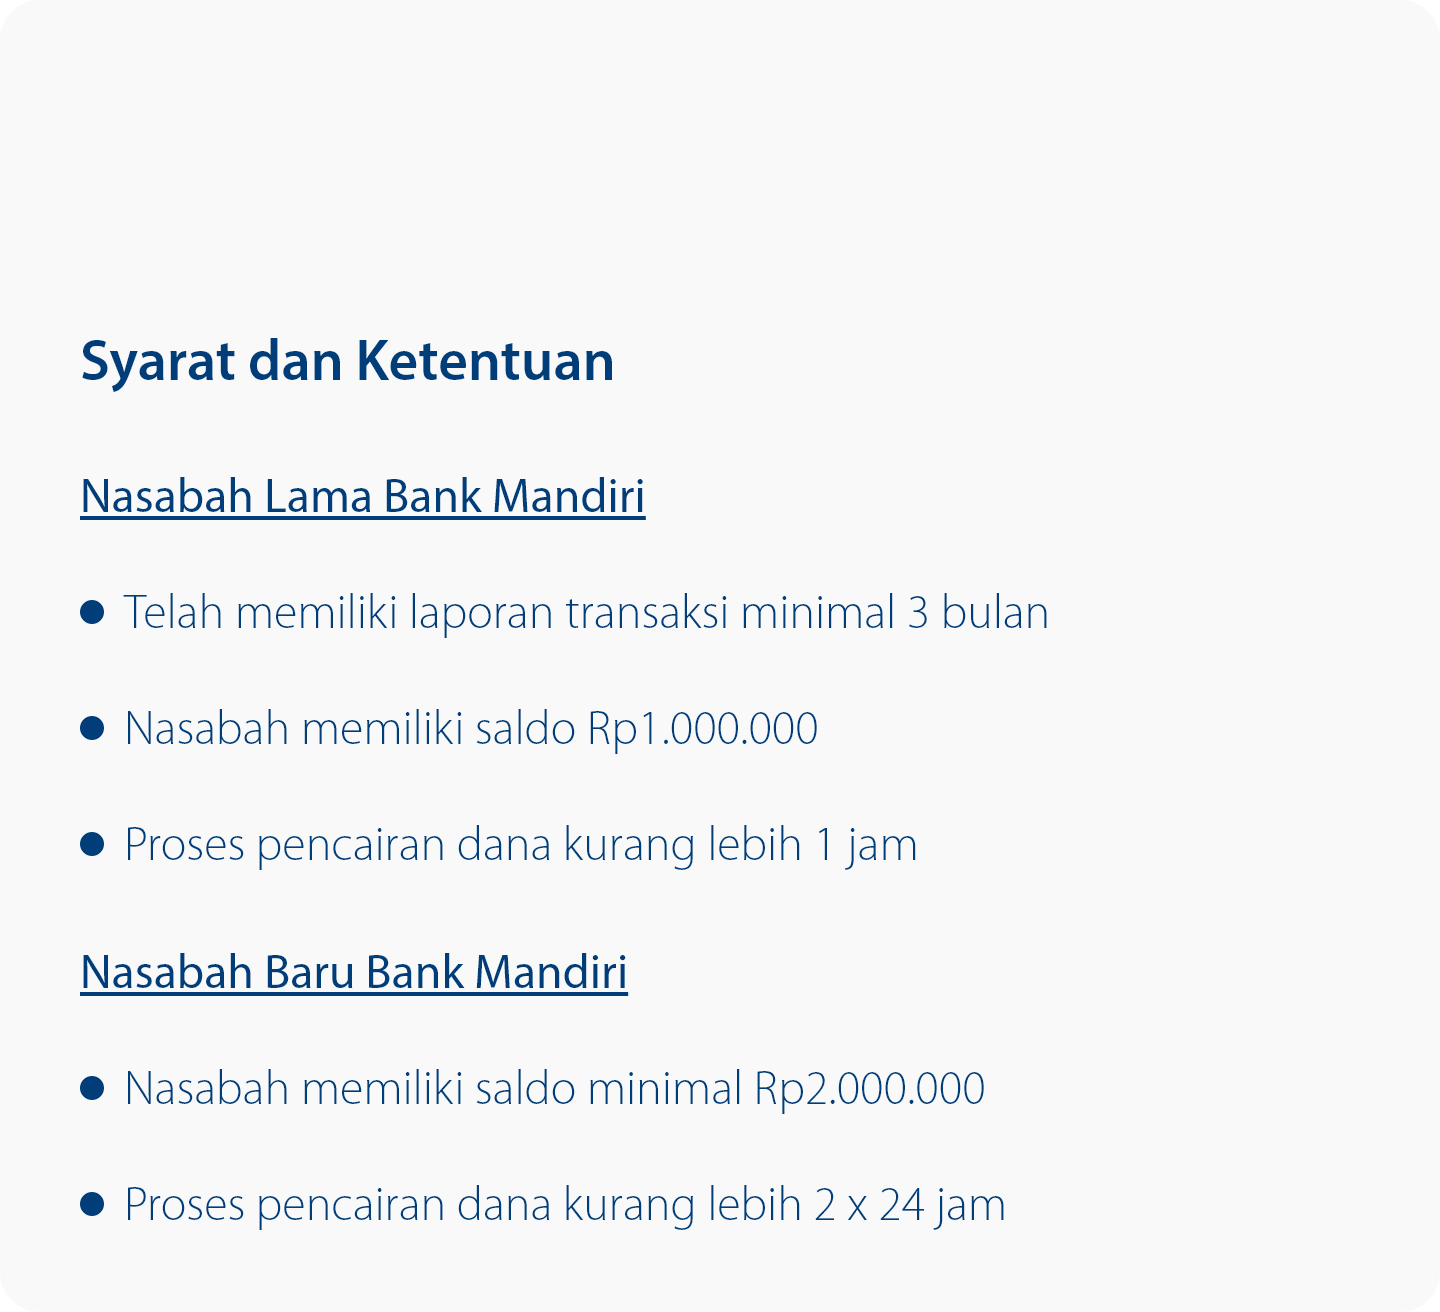 Syarat dan Ketentuan
Nasabah Lama Bank Mandiri
● Telah memiliki laporan transaksi minimal 3 bulan
● Nasabah memiliki saldo Rp1.000.000
● Proses pencairan dana kurang lebih 1 jam
Nasabah Baru Bank Mandiri
● Nasabah memiliki saldo minimal Rp2.000.000
● Proses pencairan dana kurang lebih 2 x 24 jam